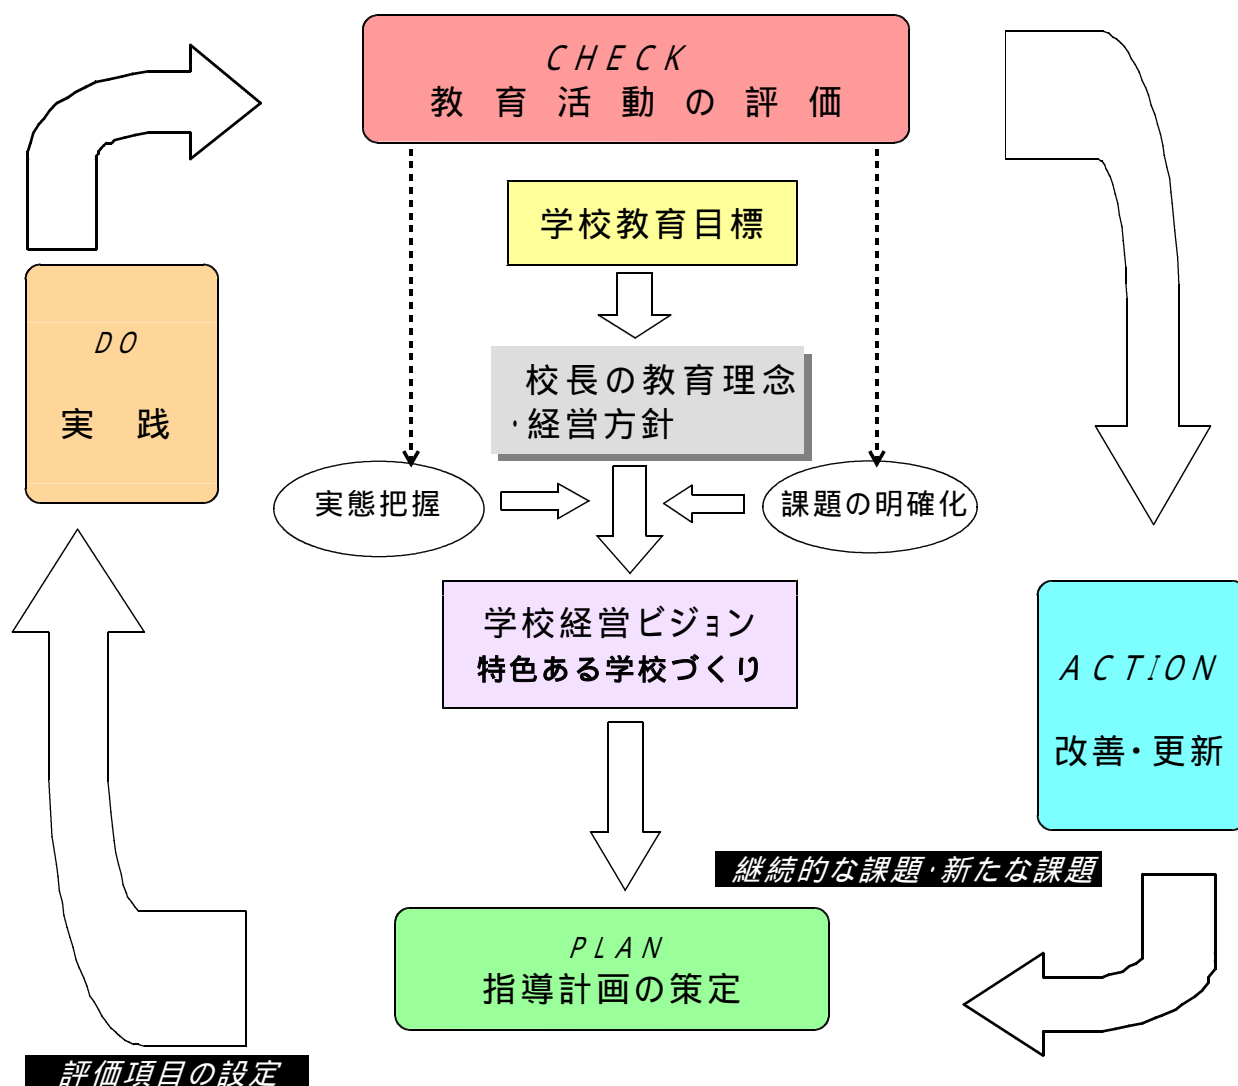 CHECK
教育活動の評価
学校教育目標
DO
実践
校長の教育理念
・経営方針
実態把握
課題の明確化
学校経営ビジョン
特色ある学校づくり
ACTION
改善・更新
継続的な課題・新たな課題
PLAN
指導計画の策定
評価項目の設定